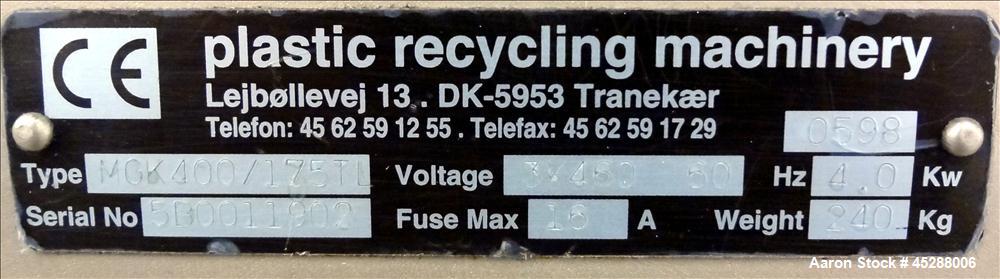 CE plastic recycling machinery
Lejbøllevej 13 . DK-5953 Tranekær
Telefon: 45 62 59 12 55 . Telefax: 45 62 59 17 29 0598
Type MGK400/175TL Voltage 3X460 60 Hz 4.0 Kw
Serial No 5B0011902 Fuse Max 16 A Weight 240 Kg
Aaron Stock # 45288006